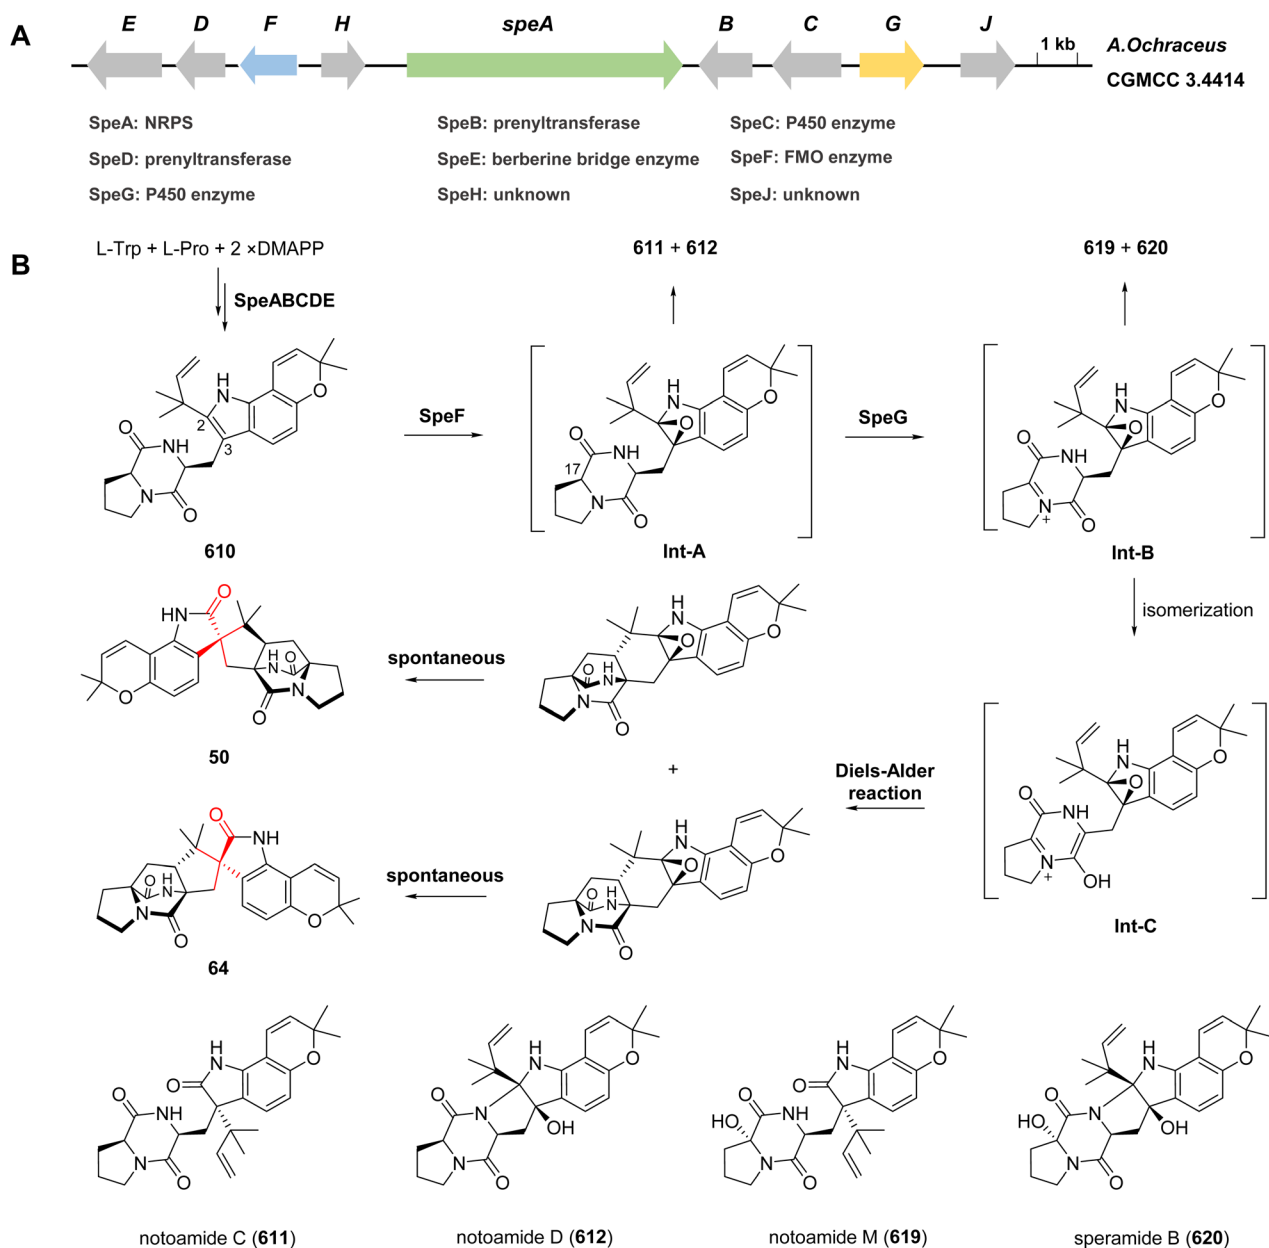 A
E D F H speA B C G J
1 kb
A.Ochraceus
CGMCC 3.4414
SpeA: NRPS
SpeB: prenyltransferase
SpeC: P450 enzyme
SpeD: prenyltransferase
SpeE: berberine bridge enzyme
SpeF: FMO enzyme
SpeG: P450 enzyme
SpeH: unknown
SpeJ: unknown
B
L-Trp + L-Pro + 2 ×DMAPP
611 + 612
619 + 620
SpeABCDE
H
N
O
2
3
O
NH
N
O
610
SpeF
H
N
O
O
O
NH
17
N
O
Int-A
SpeG
H
N
O
O
O
NH
N
+
O
Int-B
isomerization
O
HN
O
H
N
O
N
O
50
spontaneous
H
N
O
O
O
H
N
N
O
+
Diels-Alder
reaction
H
N
O
O
O
NH
N
+
OH
Int-C
O
NH
O
H
N
O
N
O
64
spontaneous
H
N
O
O
O
H
N
N
O
H
N
O
O
O
NH
N
O
notoamide C (611)
H
N
O
O
N
OH
N
O
notoamide D (612)
H
N
O
O
HO
O
NH
N
O
notoamide M (619)
H
N
O
HO
O
N
OH
N
O
speramide B (620)